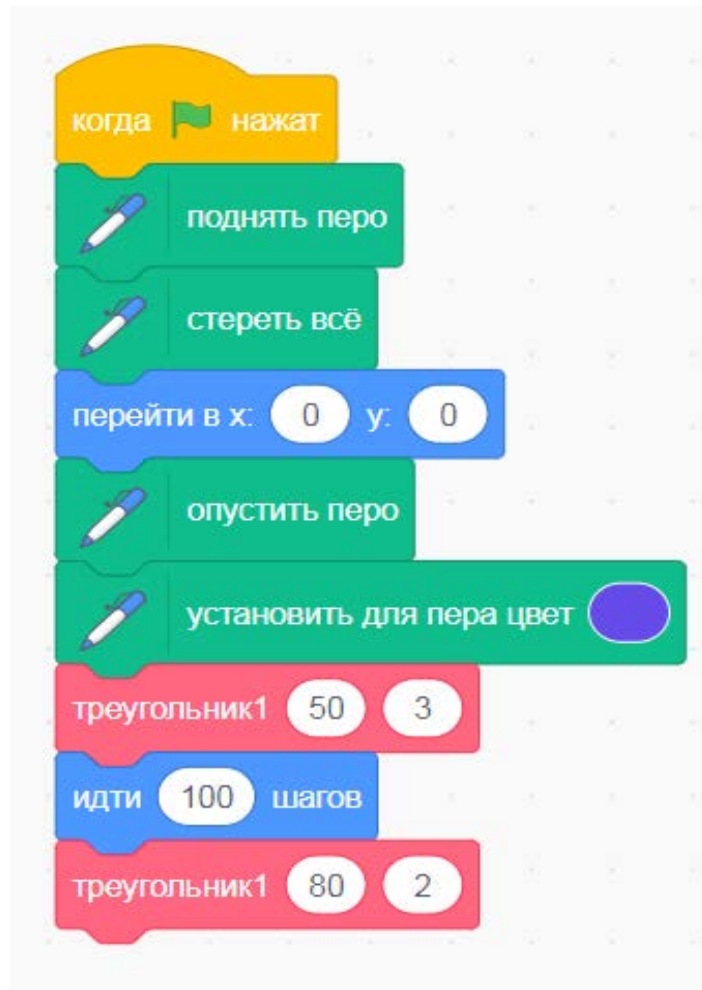 когда нажат
поднять перо
стереть всё
перейти в x: 0 y: 0
опустить перо
установить для пера цвет
треугольник1 50 3
идти 100 шагов
треугольник1 80 2